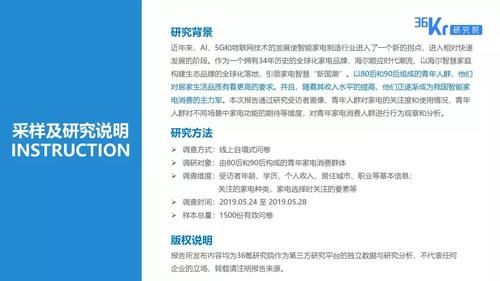 36Kr 研究院
采样及研究说明
INSTRUCTION
研究背景
近年来，AI、5G和物联网技术的发展使智能家电制造行业进入了一个新的拐点，进入相对快速
发展的阶段。作为一个拥有34年历史的全球化家电品牌，海尔顺应时代潮流，以海尔智慧家庭
构建生态品牌的全球化落地，引领家电智慧“新国潮”。以80后和90后组成的青年人群，他们
对居家生活品质有着更高的要求。并且，随着其收入水平的提高，他们正逐渐成为我国智能家
电消费的主力军。本次报告通过研究受访者画像、青年人群对家电的关注度和使用情况、青年
人群对不同场景中家电功能的期待等维度，对青年家电消费人群进行行为观察和分析。
研究方法
➢ 调查方式：线上自填式问卷
➢ 调研对象：由80后和90后构成的青年家电消费群体
➢ 调查维度：受访者年龄、学历、个人收入、居住城市、职业等基本信息；
关注的家电种类、家电选择时关注的要素等
➢ 调查时间：2019.05.24 至 2019.05.28
➢ 样本总量：1500份有效问卷
版权说明
报告所发布内容均为36氪研究院作为第三方研究平台的独立数据与研究分析，不代表任何
企业的立场，转载请注明报告来源。